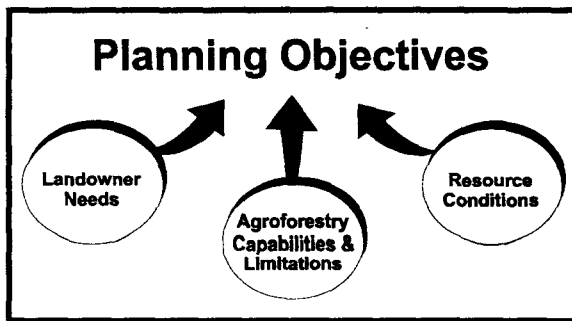 Planning Objectives
Landowner
Needs
Agroforestry
Capabilities &
Limitations
Resource
Conditions